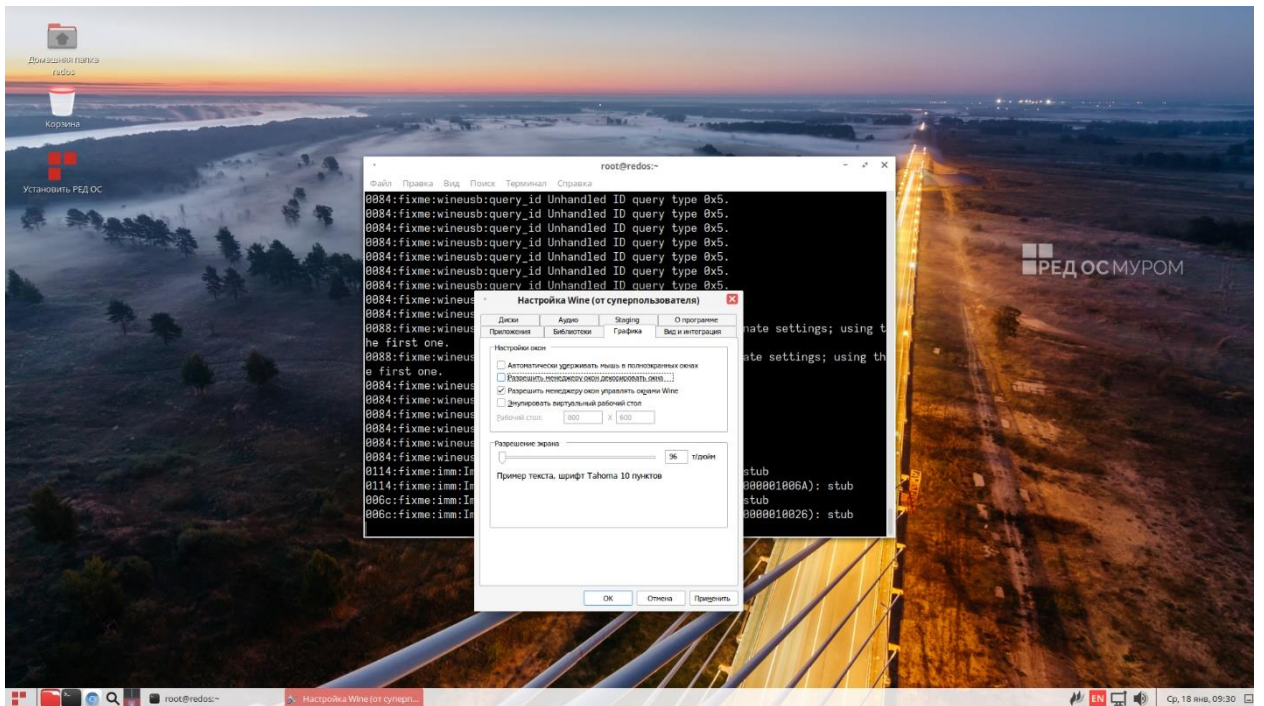 Домашняя папка
redos
Корзина
Установить РЕД ОС
РЕД ОС МУРОМ
root@redos:~
Файл Правка Вид Поиск Терминал Справка
0084:fixme:wineusb:query_id Unhandled ID query type 0x5.
0084:fixme:wineusb:query_id Unhandled ID query type 0x5.
0084:fixme:wineusb:query_id Unhandled ID query type 0x5.
0084:fixme:wineusb:query_id Unhandled ID query type 0x5.
0084:fixme:wineusb:query_id Unhandled ID query type 0x5.
0084:fixme:wineusb:query_id Unhandled ID query type 0x5.
0084:fixme:wineusb:query_id Unhandled ID query type 0x5.
0084:fixme:wineus
0084:fixme:wineus
0088:fixme:wineus nate settings; using t
he first one.
0088:fixme:wineus ate settings; using th
e first one.
0084:fixme:wineus
0084:fixme:wineus
0084:fixme:wineus
0084:fixme:wineus
0084:fixme:wineus
0084:fixme:wineus
0114:fixme:imm:Im stub
0114:fixme:imm:Im 000001006A): stub
006c:fixme:imm:Im stub
006c:fixme:imm:Im 0000010026): stub
Настройка Wine (от суперпользователя)
Диски Аудио Staging О программе
Приложения Библиотеки Графика Вид и интеграция
Настройки окон
Автоматически удерживать мышь в полноэкранных окнах
Разрешить менеджеру окон декорировать окна
Разрешить менеджеру окон управлять окнами Wine
Эмулировать виртуальный рабочий стол
Рабочий стол: 800 X 600
Разрешение экрана
96 т/дюйм
Пример текста, шрифт Tahoma 10 пунктов
ОК Отмена Применить
root@redos:~ Настройка Wine (от суперп... EN Ср, 18 янв, 09:30